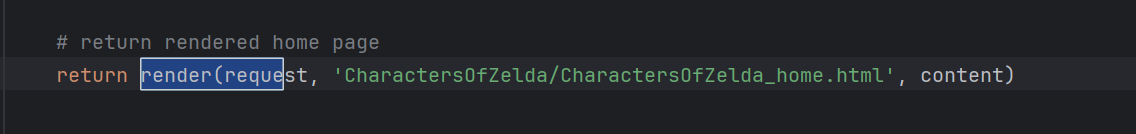 # return rendered home page
return render(request, 'CharactersOfZelda/CharactersOfZelda_home.html', content)